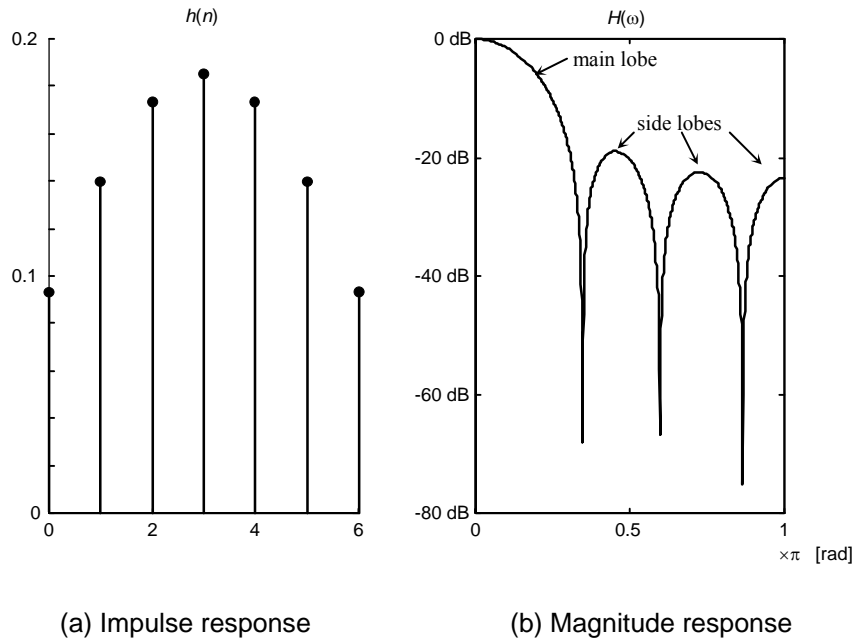 h(n)
0.2
0.1
0
0 2 4 6
(a) Impulse response
H(ω)
0 dB
main lobe
side lobes
-20 dB
-40 dB
-60 dB
-80 dB
0 0.5 1
×π [rad]
(b) Magnitude response